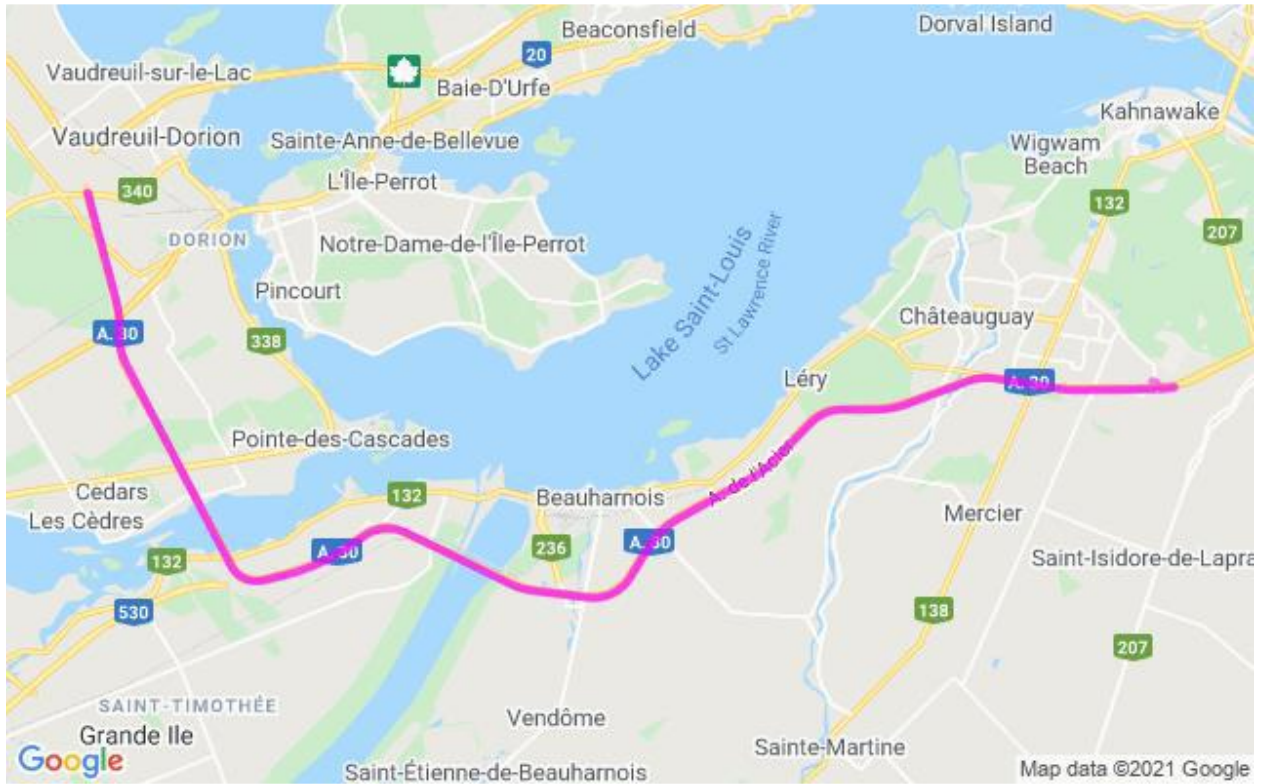 Dorval Island
Beaconsfield
20
Vaudreuil-sur-le-Lac
Baie-D'Urfe
Kahnawake
Vaudreuil-Dorion
Sainte-Anne-de-Bellevue
Wigwam
Beach
L'Île-Perrot
340
132
DORION
Notre-Dame-de-l'Île-Perrot
207
Pincourt
Lake Saint-Louis
St Lawrence River
Châteauguay
A. 30
338
Léry
A. 30
Pointe-des-Cascades
A. de l'Acier
Cedars
132
Beauharnois
Les Cèdres
Mercier
A. 30
236
A. 30
132
Saint-Isidore-de-Lapra
530
138
207
SAINT-TIMOTHÉE
Vendôme
Grande Ile
Sainte-Martine
Google
Saint-Étienne-de-Beauharnois
Map data ©2021 Google